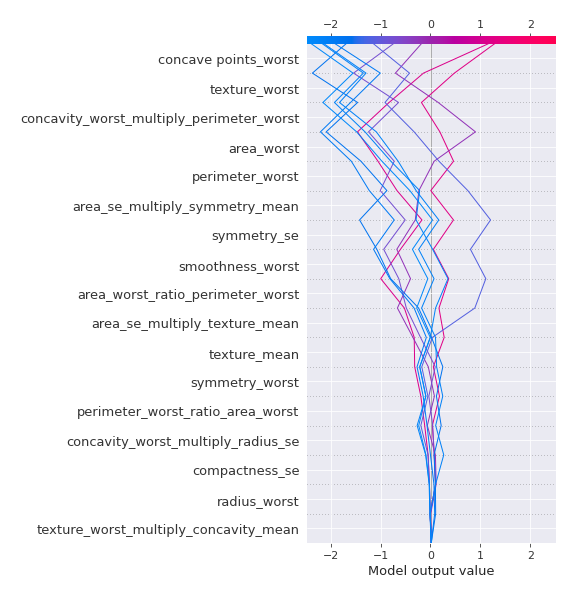 −2 −1 0 1 2
concave points_worst
texture_worst
concavity_worst_multiply_perimeter_worst
area_worst
perimeter_worst
area_se_multiply_symmetry_mean
symmetry_se
smoothness_worst
area_worst_ratio_perimeter_worst
area_se_multiply_texture_mean
texture_mean
symmetry_worst
perimeter_worst_ratio_area_worst
concavity_worst_multiply_radius_se
compactness_se
radius_worst
texture_worst_multiply_concavity_mean
−2 −1 0 1 2
Model output value